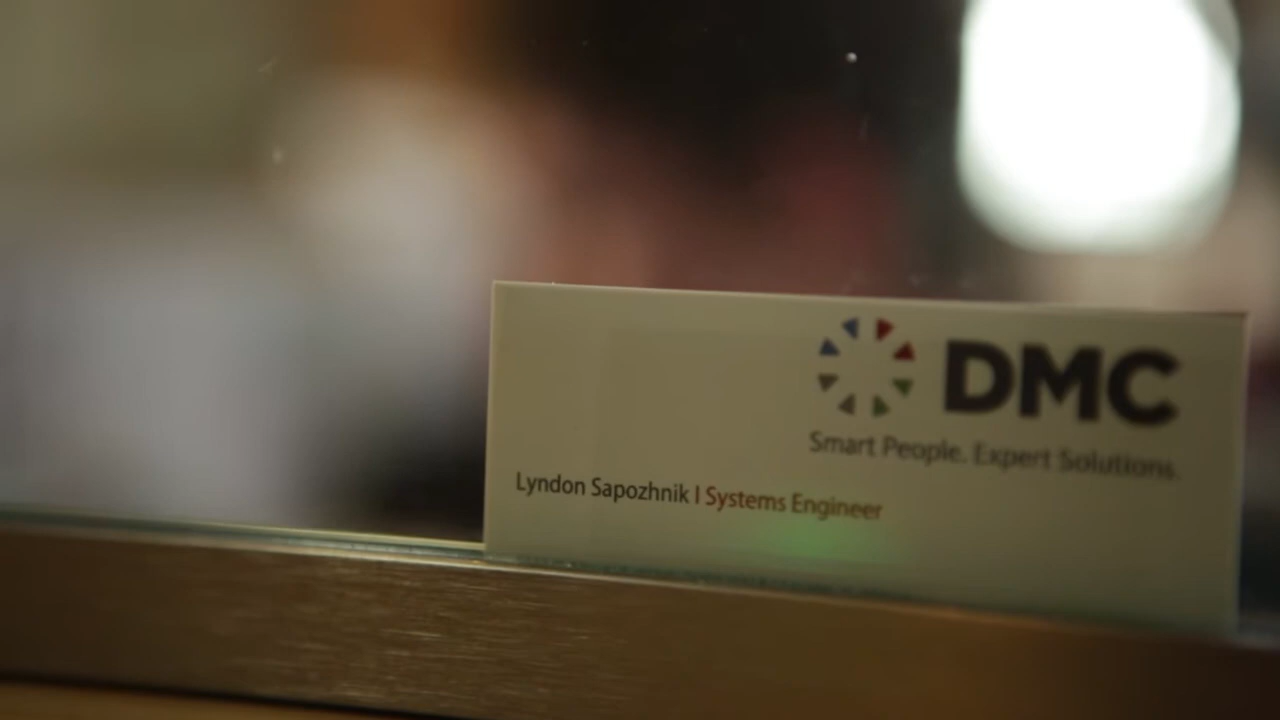 DMC
Smart People. Expert Solutions.
Lyndon Sapozhnik | Systems Engineer